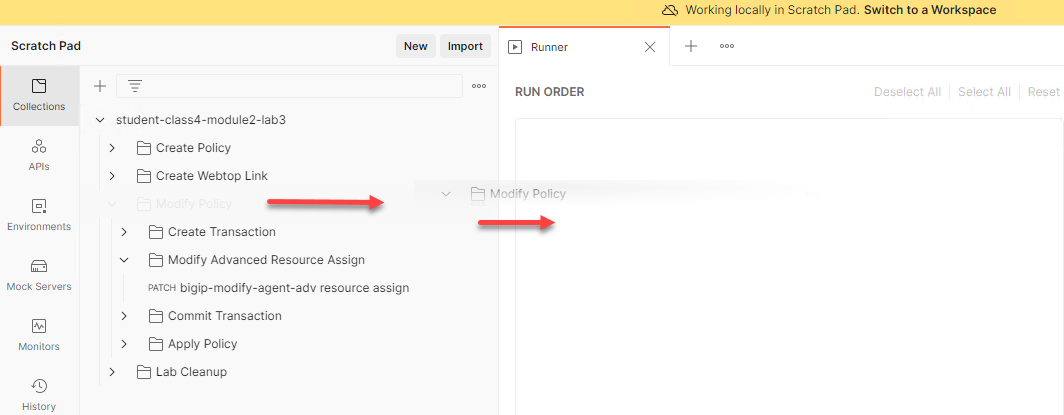 Working locally in Scratch Pad. Switch to a Workspace
Scratch Pad
New
Import
Runner
Collections
APIs
Environments
Mock Servers
Monitors
History
student-class4-module2-lab3
Create Policy
Create Webtop Link
Modify Policy
Create Transaction
Modify Advanced Resource Assign
PATCH bigip-modify-agent-adv resource assign
Commit Transaction
Apply Policy
Lab Cleanup
Modify Policy
RUN ORDER
Deselect All
Select All
Reset